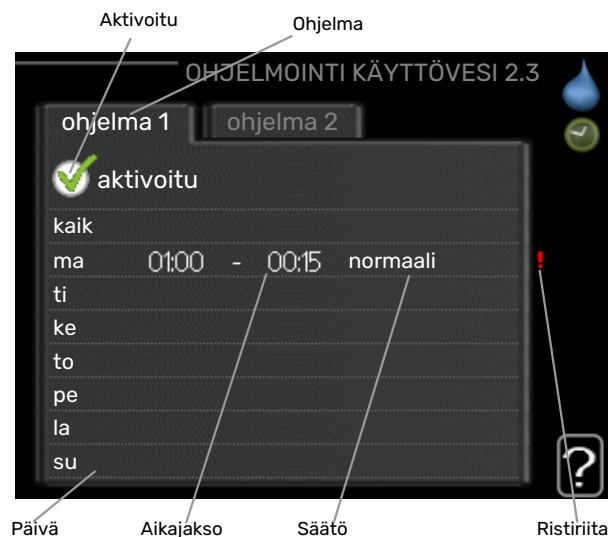 Aktivoitu
Ohjelma
OHJELMOINTI KÄYTTÖVESI 2.3
ohjelma 1 ohjelma 2
aktivoitu
kaik
ma 01:00 - 00:15 normaali !
ti
ke
to
pe
la
su
?
Päivä Aikajakso Säätö Ristiriita